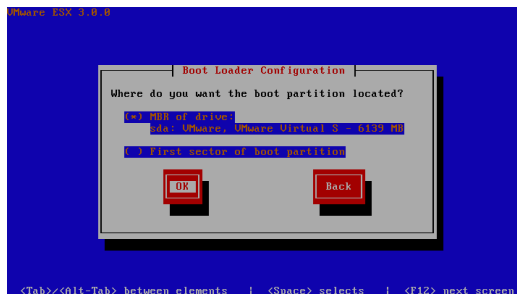 VMware ESX 3.0.0
Boot Loader Configuration
Where do you want the boot partition located?
(*) MBR of drive:
sda: VMware, VMware Virtual S - 6139 MB
( ) First sector of boot partition
OK Back
<Tab>/<Alt-Tab> between elements | <Space> selects | <F12> next screen